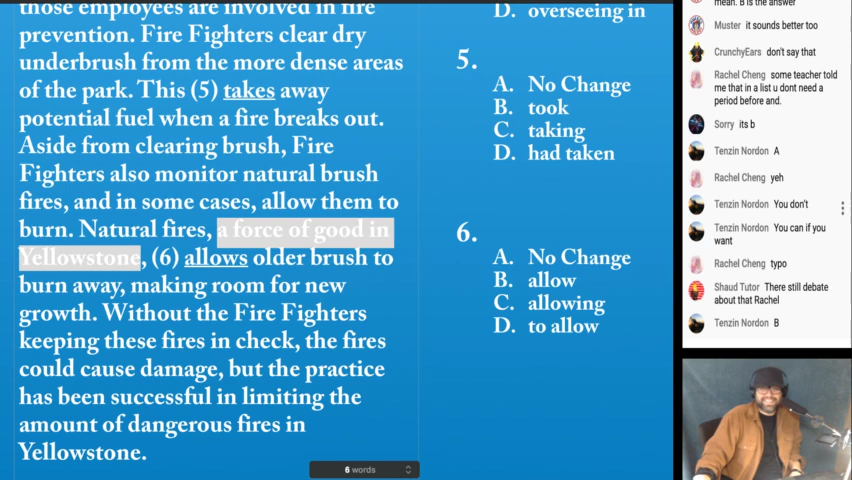 those employees are involved in fire
prevention. Fire Fighters clear dry
underbrush from the more dense areas
of the park. This (5) takes away
potential fuel when a fire breaks out.
Aside from clearing brush, Fire
Fighters also monitor natural brush
fires, and in some cases, allow them to
burn. Natural fires, a force of good in
Yellowstone, (6) allows older brush to
burn away, making room for new
growth. Without the Fire Fighters
keeping these fires in check, the fires
could cause damage, but the practice
has been successful in limiting the
amount of dangerous fires in
Yellowstone.
6 words
D. overseeing in
5.
A. No Change
B. took
C. taking
D. had taken
6.
A. No Change
B. allow
C. allowing
D. to allow
mean. B is the answer
Muster it sounds better too
CrunchyEars don't say that
Rachel Cheng some teacher told
me that in a list u dont need a
period before and.
Sorry its b
Tenzin Nordon A
Rachel Cheng yeh
Tenzin Nordon You don't
Tenzin Nordon You can if you
want
Rachel Cheng typo
Shaud Tutor There still debate
about that Rachel
Tenzin Nordon B